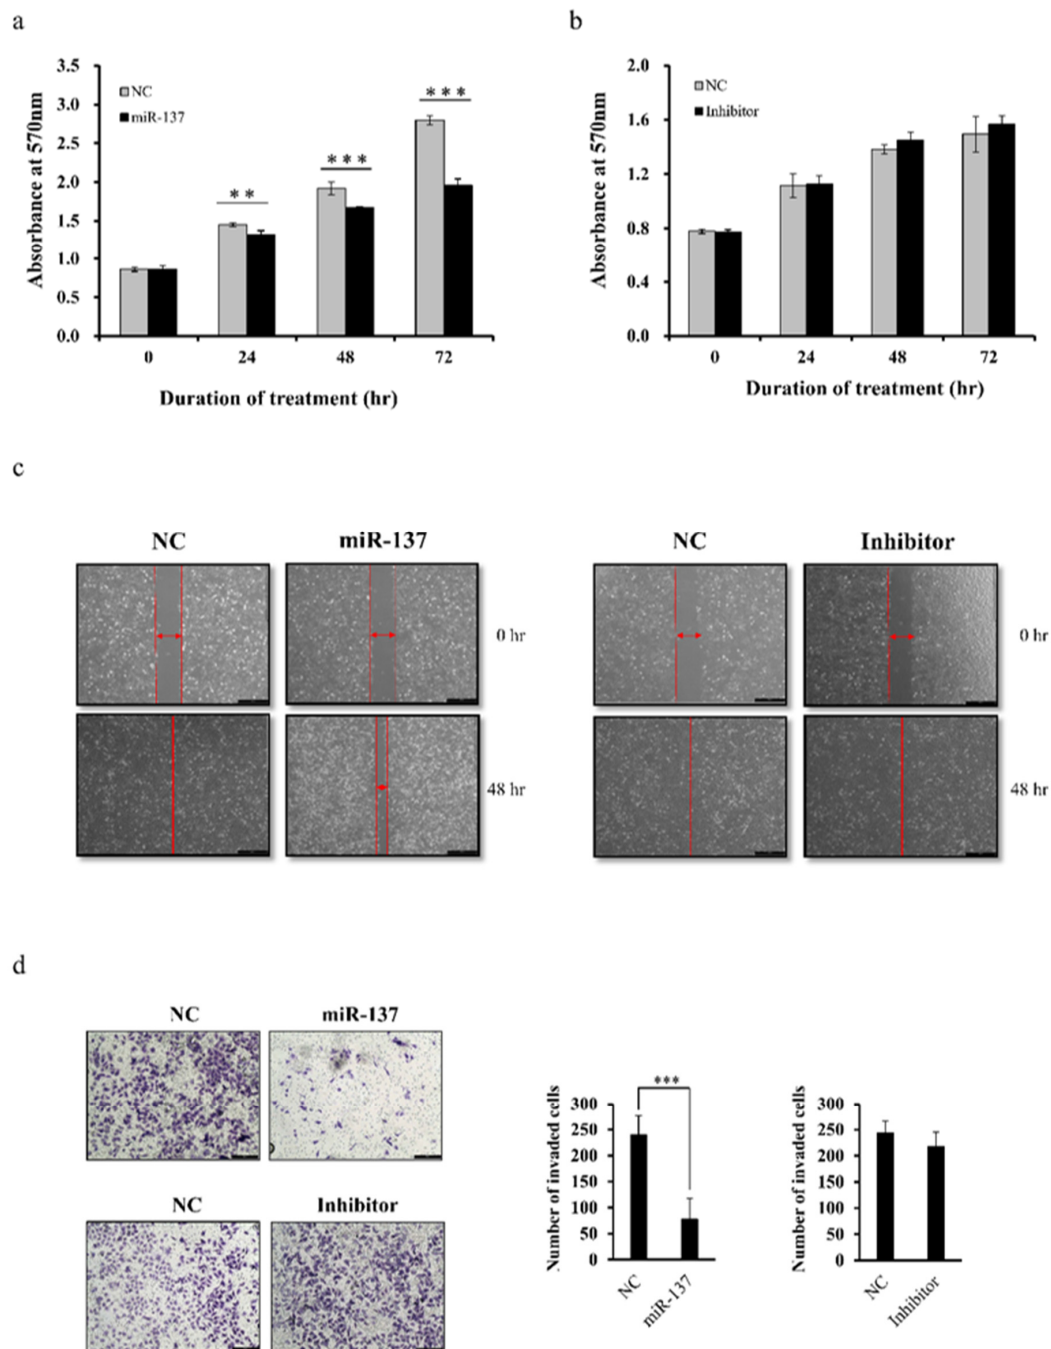 a
b
3.5
3.0
2.5
2.0
1.5
1.0
0.5
0.0
Absorbance at 570nm
NC
miR-137
**
***
***
0 24 48 72
Duration of treatment (hr)
2.0
1.6
1.2
0.8
0.4
0.0
Absorbance at 570nm
NC
Inhibitor
0 24 48 72
Duration of treatment (hr)
c
NC miR-137 NC Inhibitor
0 hr 0 hr
48 hr 48 hr
d
NC miR-137
NC Inhibitor
***
300
250
200
150
100
50
0
Number of invaded cells
NC
miR-137
300
250
200
150
100
50
0
Number of invaded cells
NC
Inhibitor